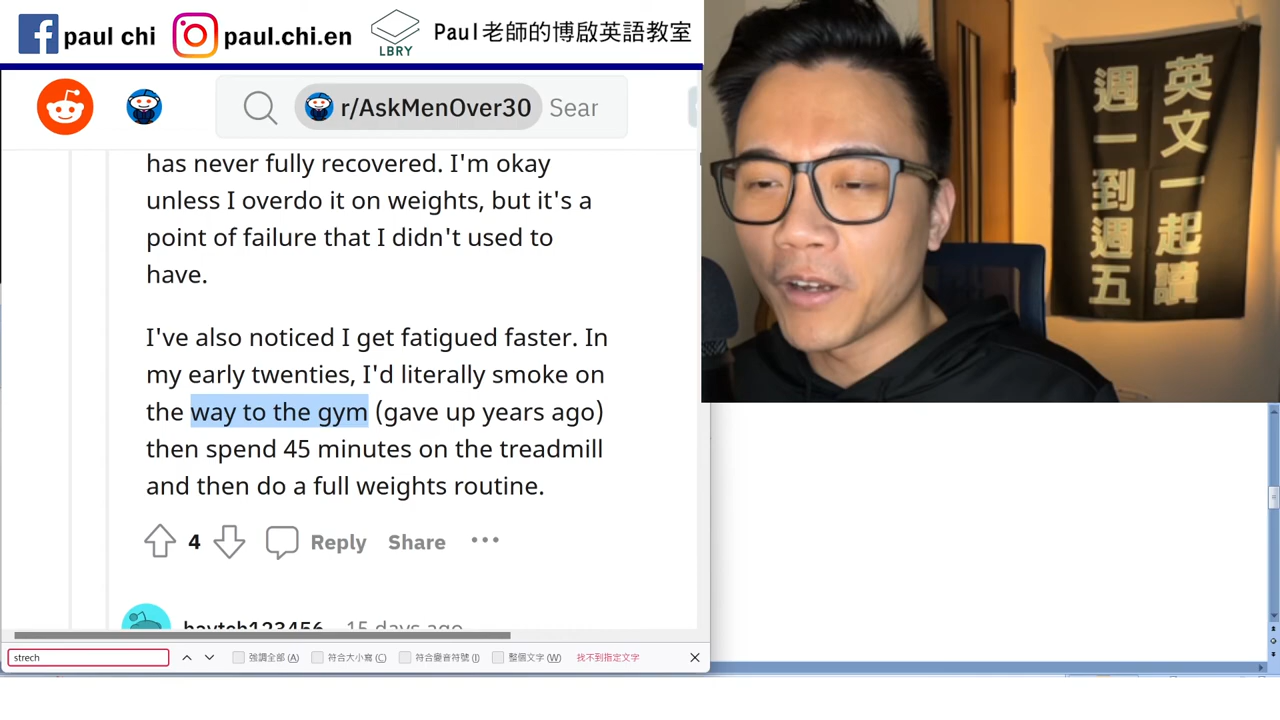 paul chi
paul.chi.en
LBRY
Paul老師的博啟英語教室
r/AskMenOver30
Sear
has never fully recovered. I'm okay
unless I overdo it on weights, but it's a
point of failure that I didn't used to
have.
I've also noticed I get fatigued faster. In
my early twenties, I'd literally smoke on
the way to the gym (gave up years ago)
then spend 45 minutes on the treadmill
and then do a full weights routine.
4
Reply
Share
15 days ago
strech
強調全部 (A)
符合大小寫 (C)
符合變音符號 (I)
整個文字 (W)
找不到指定文字
英文一起讀
週一到週五